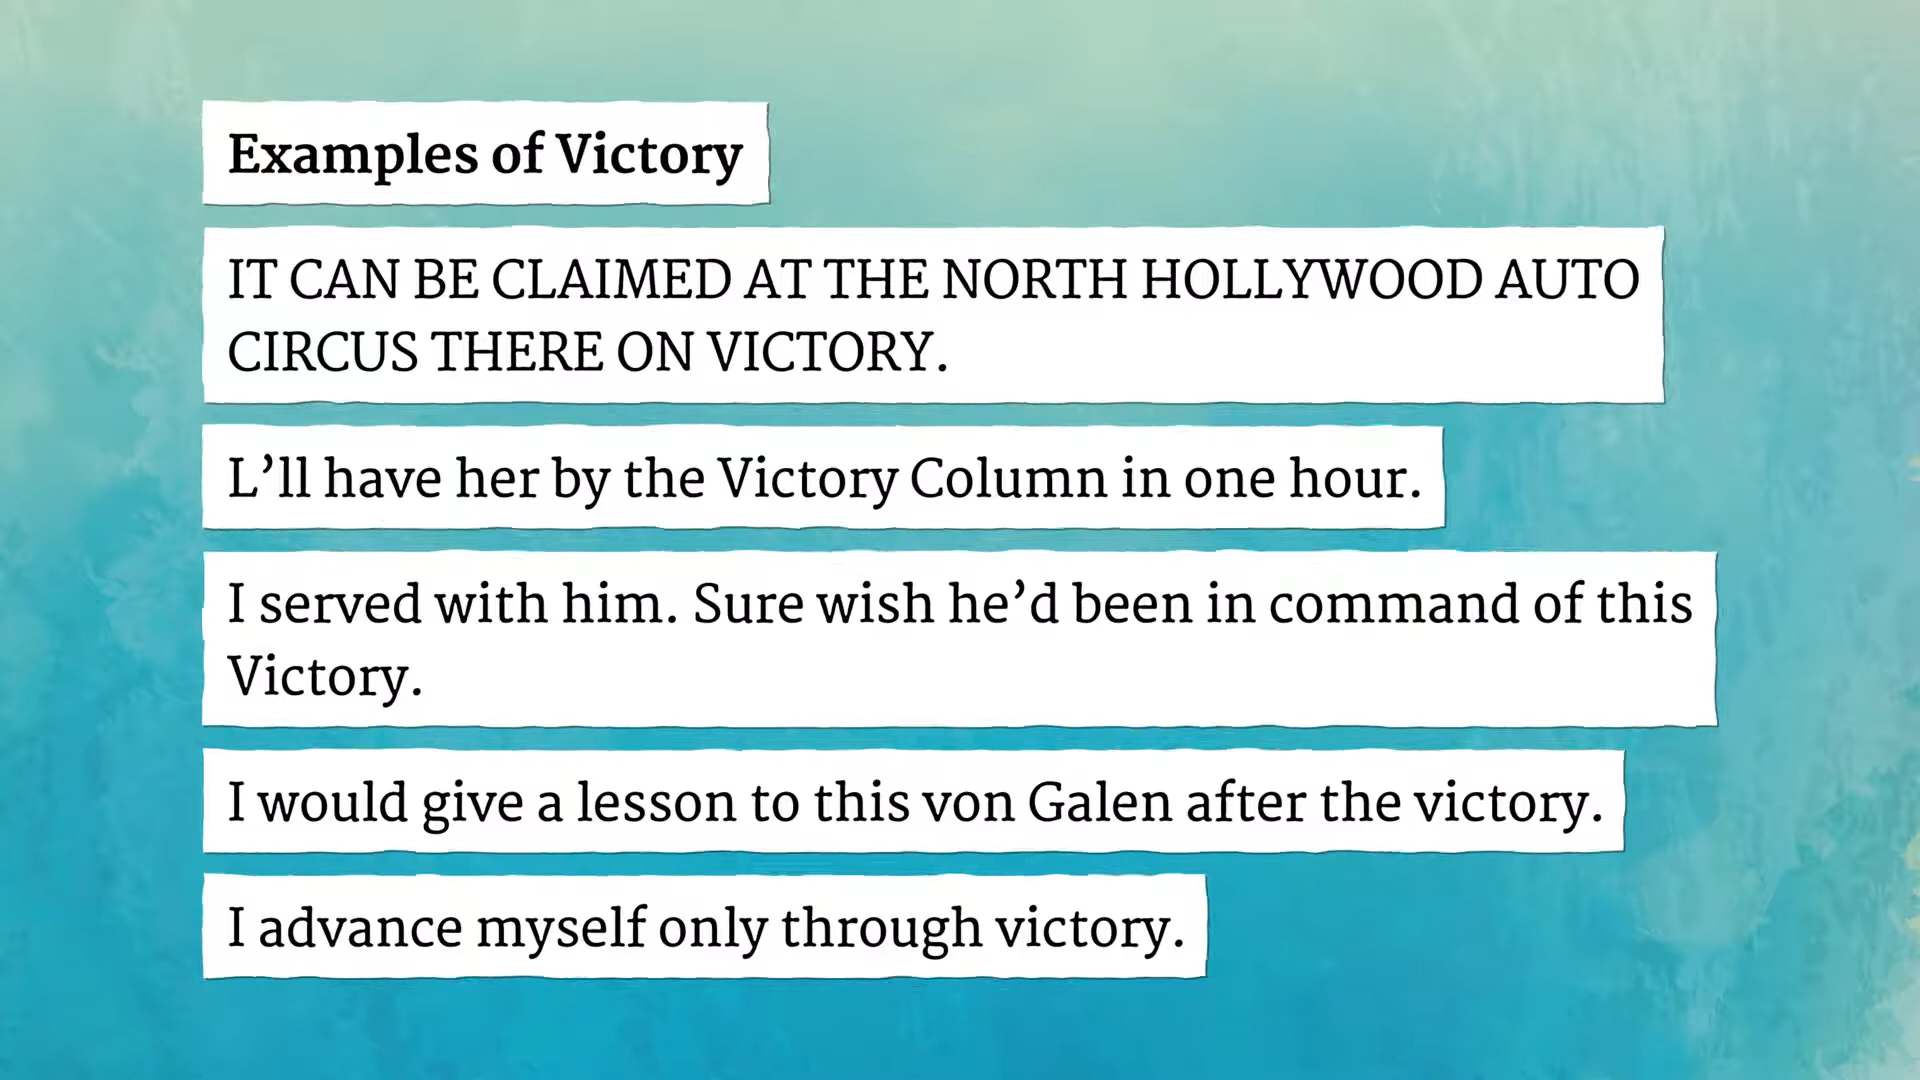 Examples of Victory
IT CAN BE CLAIMED AT THE NORTH HOLLYWOOD AUTO
CIRCUS THERE ON VICTORY.
L’ll have her by the Victory Column in one hour.
I served with him. Sure wish he’d been in command of this
Victory.
I would give a lesson to this von Galen after the victory.
I advance myself only through victory.